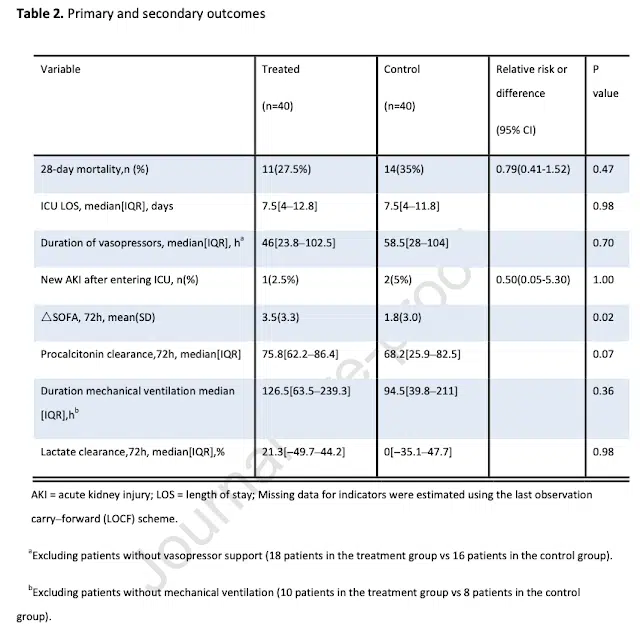 Table 2. Primary and secondary outcomes
Variable Treated Control Relative risk or P
difference value
(n=40) (n=40)
(95% CI)
28-day mortality,n (%) 11(27.5%) 14(35%) 0.79(0.41-1.52) 0.47
ICU LOS, median[IQR], days 7.5[4–12.8] 7.5[4–11.8] 0.98
Duration of vasopressors, median[IQR], hᵃ 46[23.8–102.5] 58.5[28–104] 0.70
New AKI after entering ICU, n(%) 1(2.5%) 2(5%) 0.50(0.05-5.30) 1.00
△SOFA, 72h, mean(SD) 3.5(3.3) 1.8(3.0) 0.02
Procalcitonin clearance,72h, median[IQR] 75.8[62.2–86.4] 68.2[25.9–82.5] 0.07
Duration mechanical ventilation median 126.5[63.5–239.3] 94.5[39.8–211] 0.36
[IQR],hᵇ
Lactate clearance,72h, median[IQR],% 21.3[–49.7–44.2] 0[–35.1–47.7] 0.98
AKI = acute kidney injury; LOS = length of stay; Missing data for indicators were estimated using the last observation
carry–forward (LOCF) scheme.
ᵃExcluding patients without vasopressor support (18 patients in the treatment group vs 16 patients in the control group).
ᵇExcluding patients without mechanical ventilation (10 patients in the treatment group vs 8 patients in the control
group).
Journal